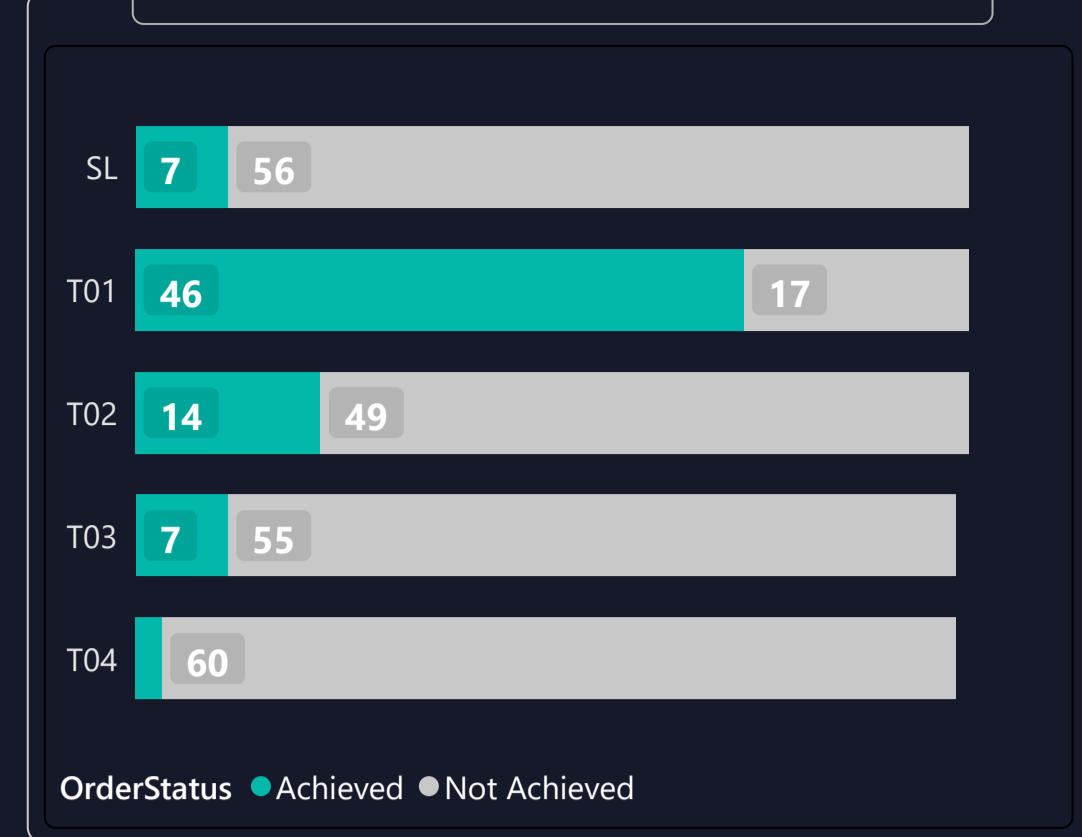 SL 7 56
T01 46 17
T02 14 49
T03 7 55
T04 60
OrderStatus Achieved Not Achieved